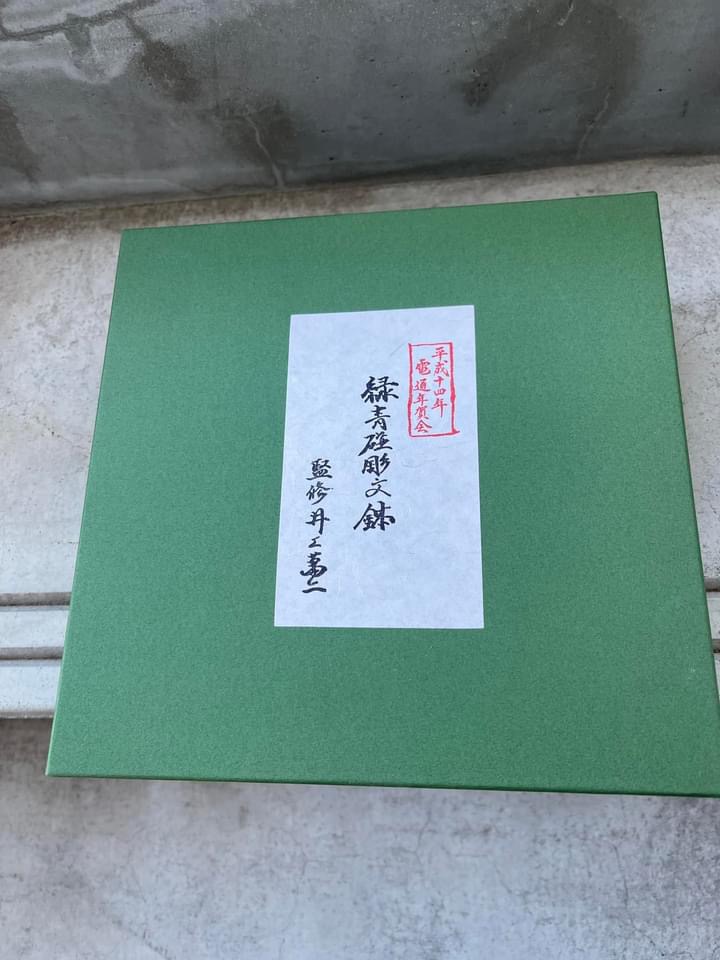 平成十四年
電通年賀会
緑青磁彫文鉢
監修井上萬二